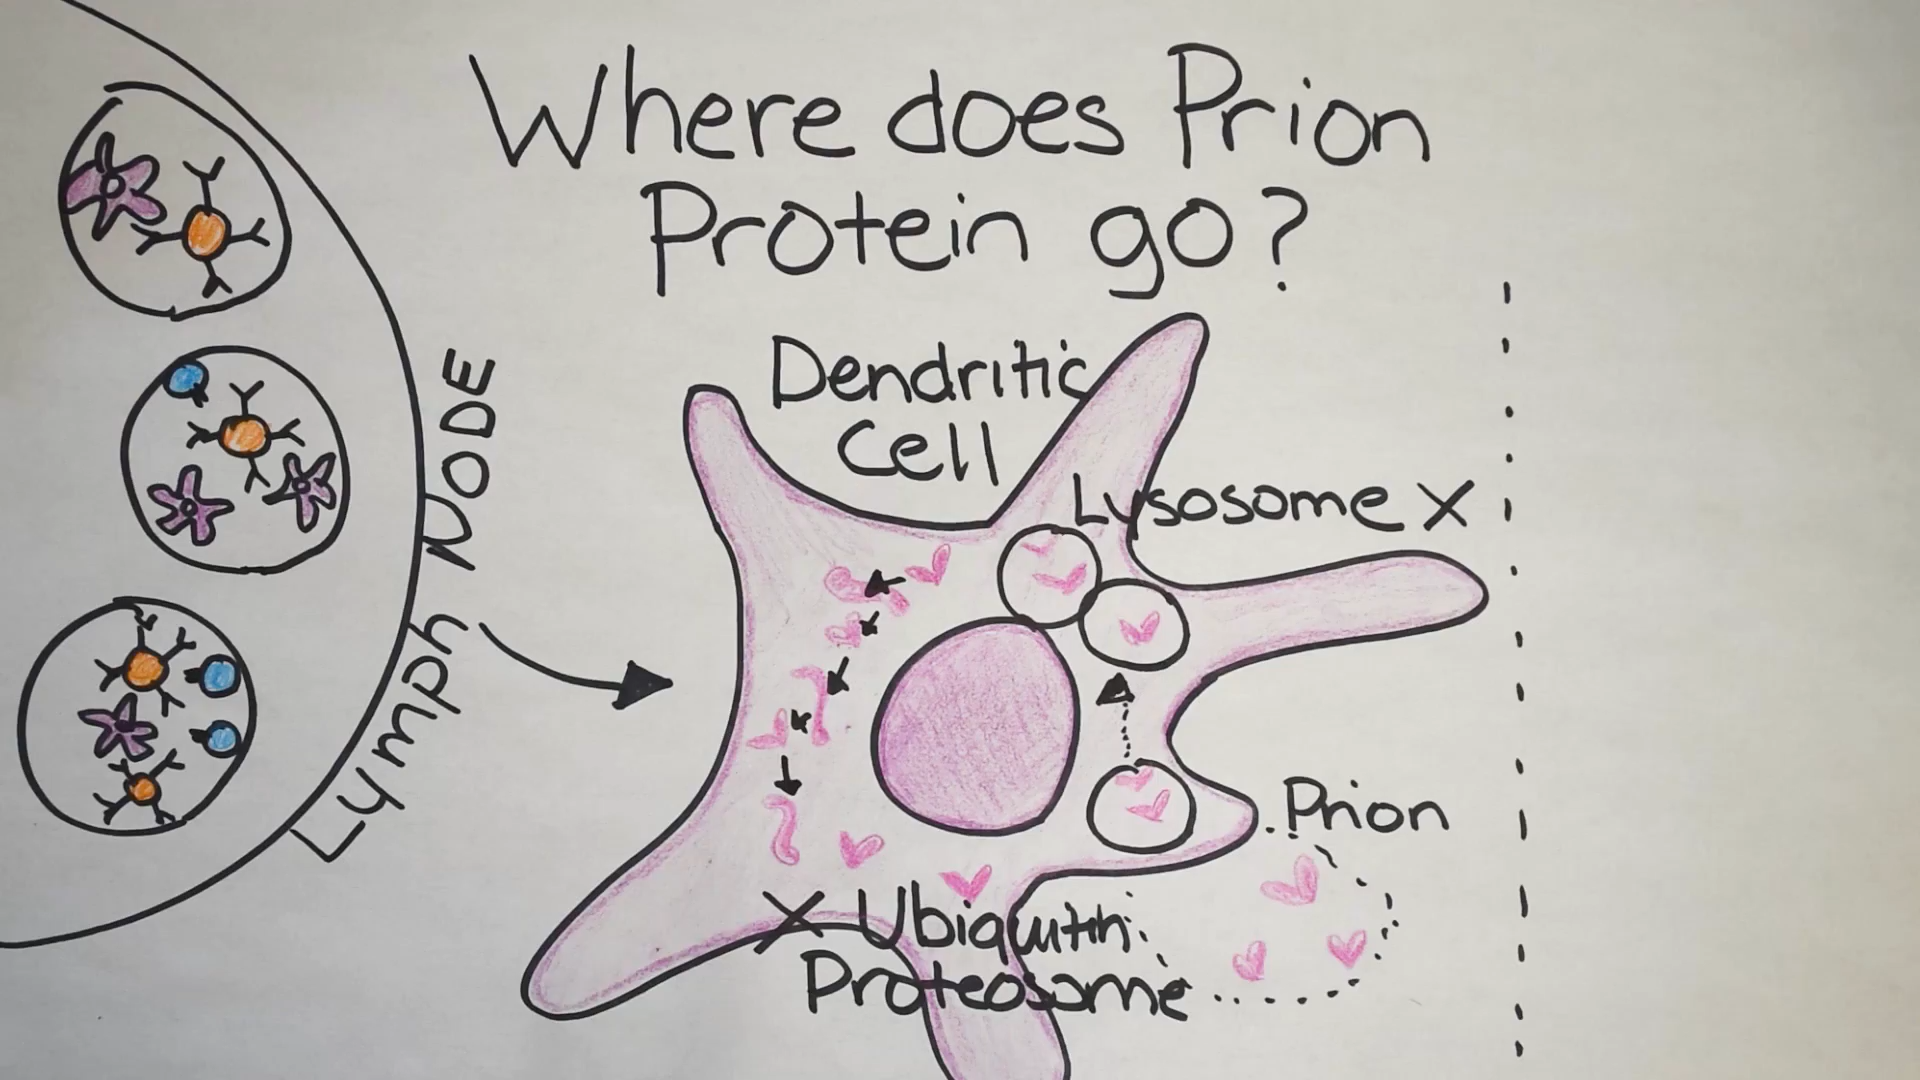 Where does Prion
Protein go?
Dendritic
Cell
Lymph NODE
Lysosome X
Prion
X Ubiquitin
Proteosome